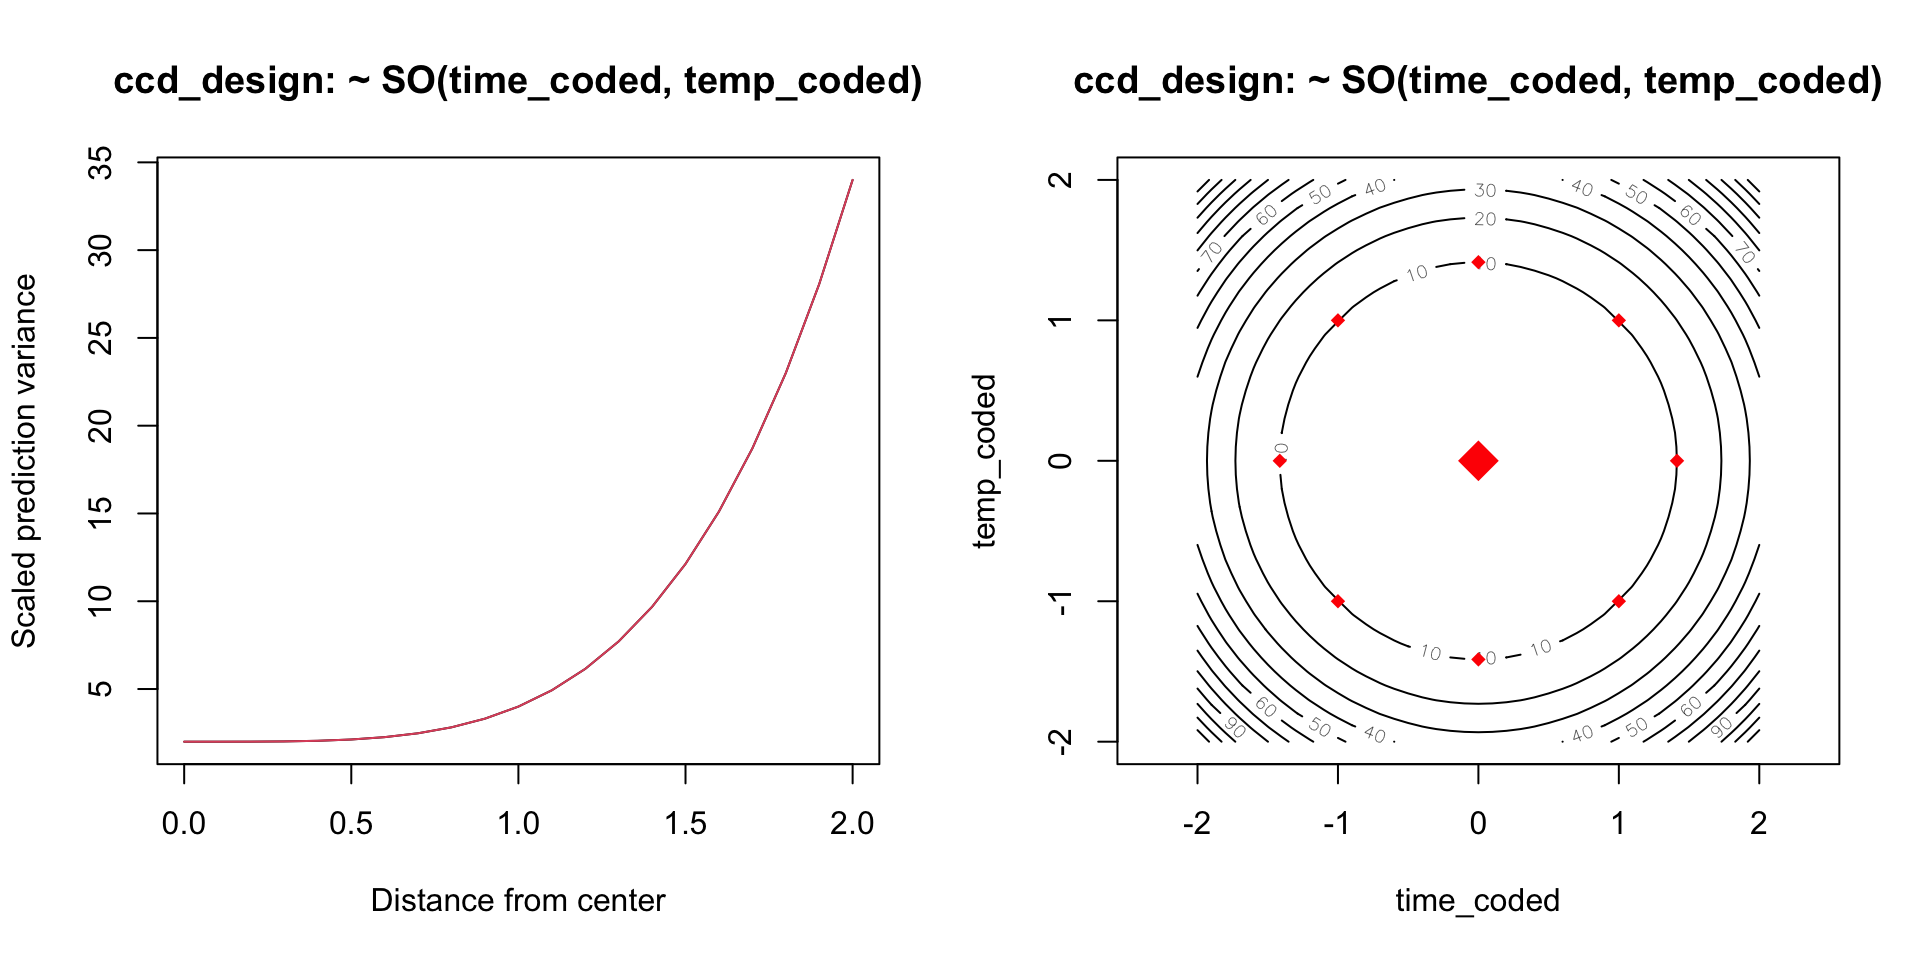 ccd_design: ~ SO(time_coded, temp_coded)
Scaled prediction variance
35
30
25
20
15
10
5
0.0 0.5 1.0 1.5 2.0
Distance from center
ccd_design: ~ SO(time_coded, temp_coded)
temp_coded
2
1
0
-1
-2
70 60 50 40 30 40 50 60 70
20
10
0
0
10 0 10
90 60 50 40 40 50 60 90
-2 -1 0 1 2
time_coded